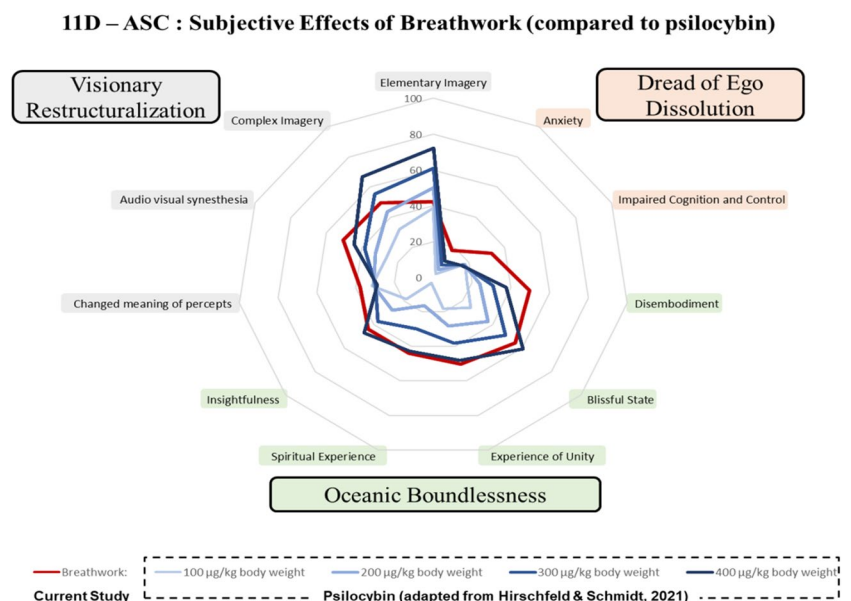 11D – ASC : Subjective Effects of Breathwork (compared to psilocybin)
Visionary
Restructuralization
Dread of Ego
Dissolution
Elementary Imagery
100
80
60
40
20
0
Complex Imagery
Anxiety
Audio visual synesthesia
Impaired Cognition and Control
Changed meaning of percepts
Disembodiment
Insightfulness
Blissful State
Spiritual Experience
Experience of Unity
Oceanic Boundlessness
Breathwork:
100 µg/kg body weight
200 µg/kg body weight
300 µg/kg body weight
400 µg/kg body weight
Current Study
Psilocybin (adapted from Hirschfeld & Schmidt, 2021)